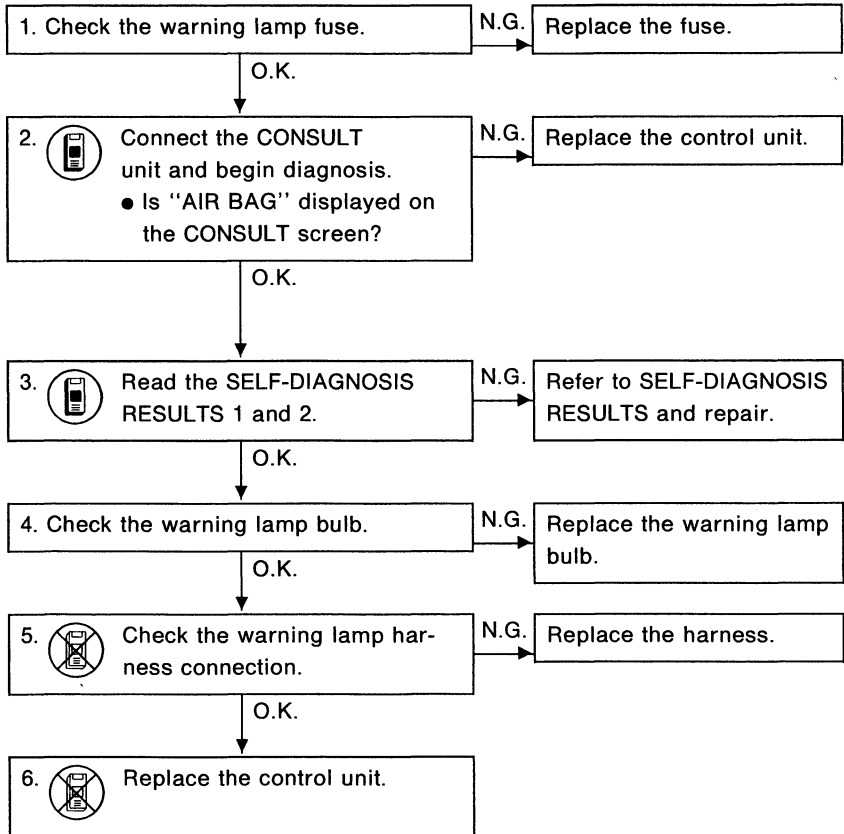 1. Check the warning lamp fuse.
N.G.
Replace the fuse.
O.K.
2. Connect the CONSULT
unit and begin diagnosis.
● Is "AIR BAG" displayed on
the CONSULT screen?
N.G.
Replace the control unit.
O.K.
3. Read the SELF-DIAGNOSIS
RESULTS 1 and 2.
N.G.
Refer to SELF-DIAGNOSIS
RESULTS and repair.
O.K.
4. Check the warning lamp bulb.
N.G.
Replace the warning lamp
bulb.
O.K.
5. Check the warning lamp har-
ness connection.
N.G.
Replace the harness.
O.K.
6. Replace the control unit.